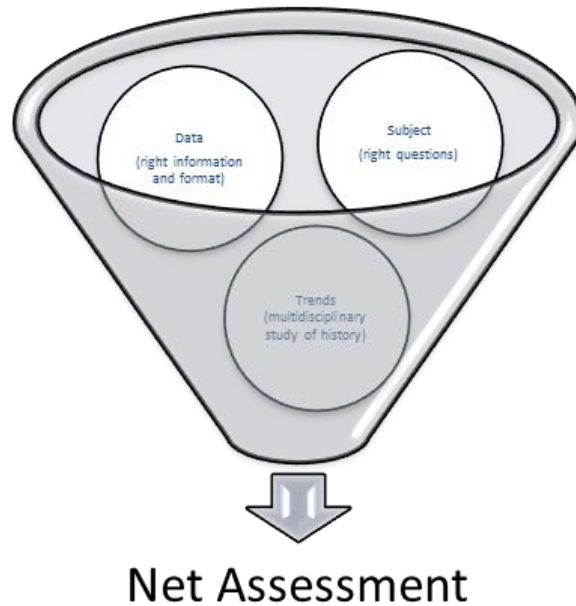 Data
(right information
and format)
Subject
(right questions)
Trends
(multidisciplinary
study of history)
Net Assessment